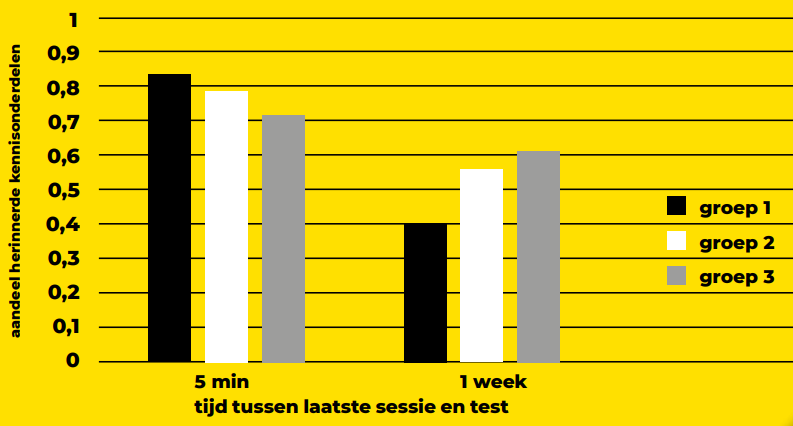 aandeel herinnerde kennisonderdelen
1
0,9
0,8
0,7
0,6
0,5
0,4
0,3
0,2
0,1
0
groep 1
groep 2
groep 3
5 min 1 week
tijd tussen laatste sessie en test